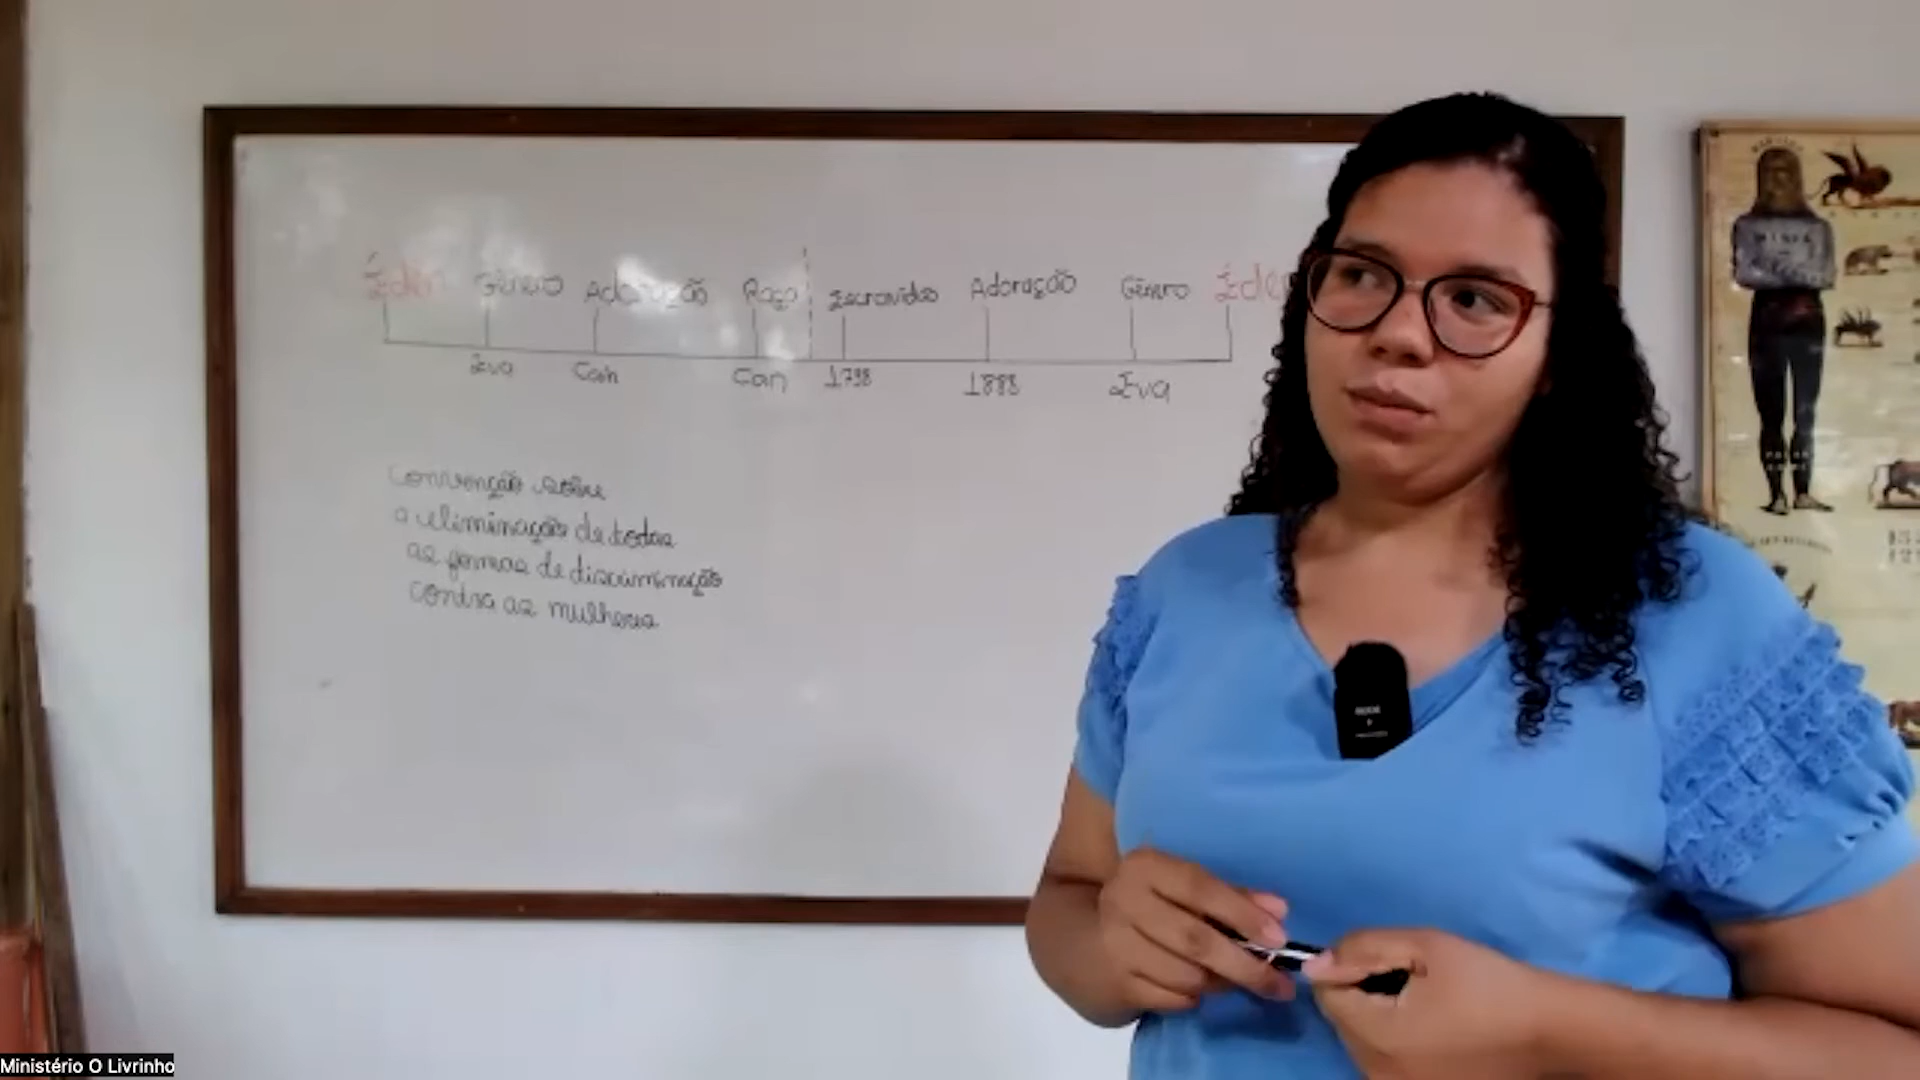 Éden Gênero Adoração Raça Escravidão Adoração Gênero Éden
Eva Caim Can 1798 1888 Eva
Convenção sobre
a eliminação de todas
as formas de discriminação
contra as mulheres
Ministério O Livrinho